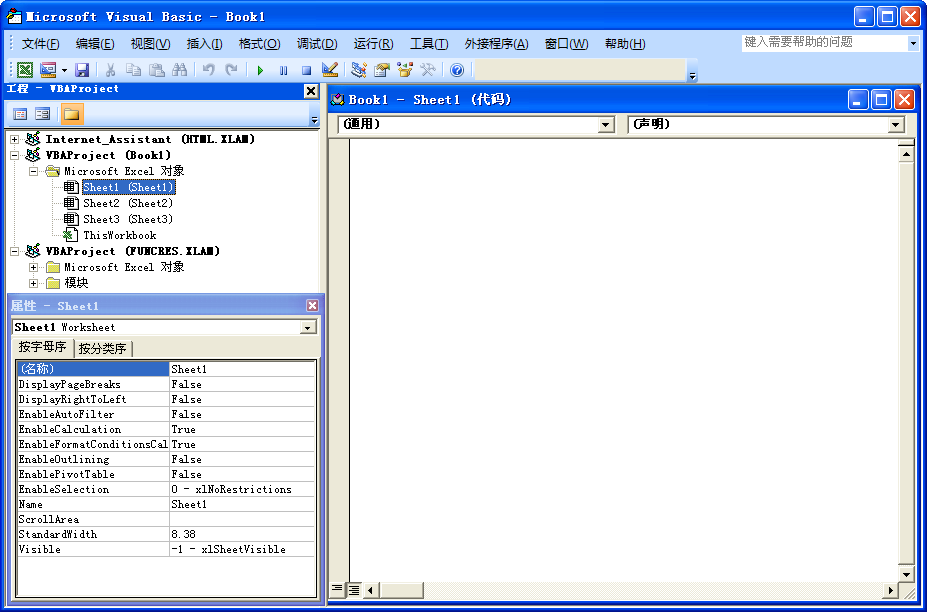 Microsoft Visual Basic - Book1
文件(F) 编辑(E) 视图(V) 插入(I) 格式(O) 调试(D) 运行(R) 工具(T) 外接程序(A) 窗口(W) 帮助(H) 键入需要帮助的问题
工程 - VBAProject
Internet_Assistant (HTML.XLAM)
VBAProject (Book1)
Microsoft Excel 对象
Sheet1 (Sheet1)
Sheet2 (Sheet2)
Sheet3 (Sheet3)
ThisWorkbook
VBAProject (FUNCRES.XLAM)
Microsoft Excel 对象
模块
属性 - Sheet1
Sheet1 Worksheet
按字母序 按分类序
(名称) Sheet1
DisplayPageBreaks False
DisplayRightToLeft False
EnableAutoFilter False
EnableCalculation True
EnableFormatConditionsCal True
EnableOutlining False
EnablePivotTable False
EnableSelection 0 - xlNoRestrictions
Name Sheet1
ScrollArea
StandardWidth 8.38
Visible -1 - xlSheetVisible
Book1 - Sheet1 (代码)
(通用) (声明)